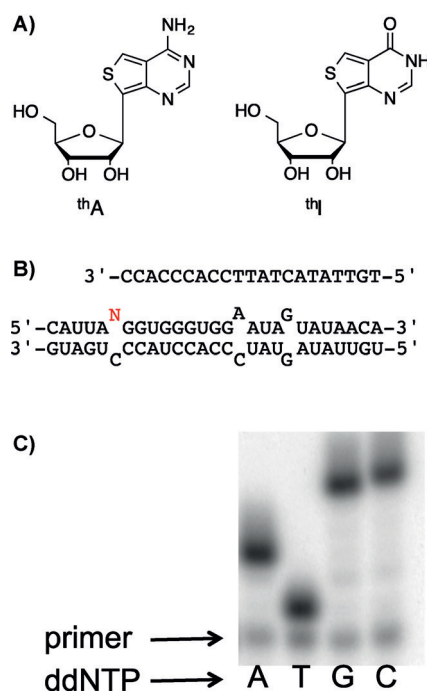 A)
NH2
O
S
N
S
NH
N
N
HO
O
HO
O
OH OH
OH OH
thA
thI
B)
3'-CCACCCACCTTATCATATTGT-5'
N A G
5'-CAUUA GGUGGGUGG AUA UAUAACA-3'
3'-GUAGU CCAUCCACC UAU AUAUUGU-5'
C C G
C)
primer
ddNTP A T G C